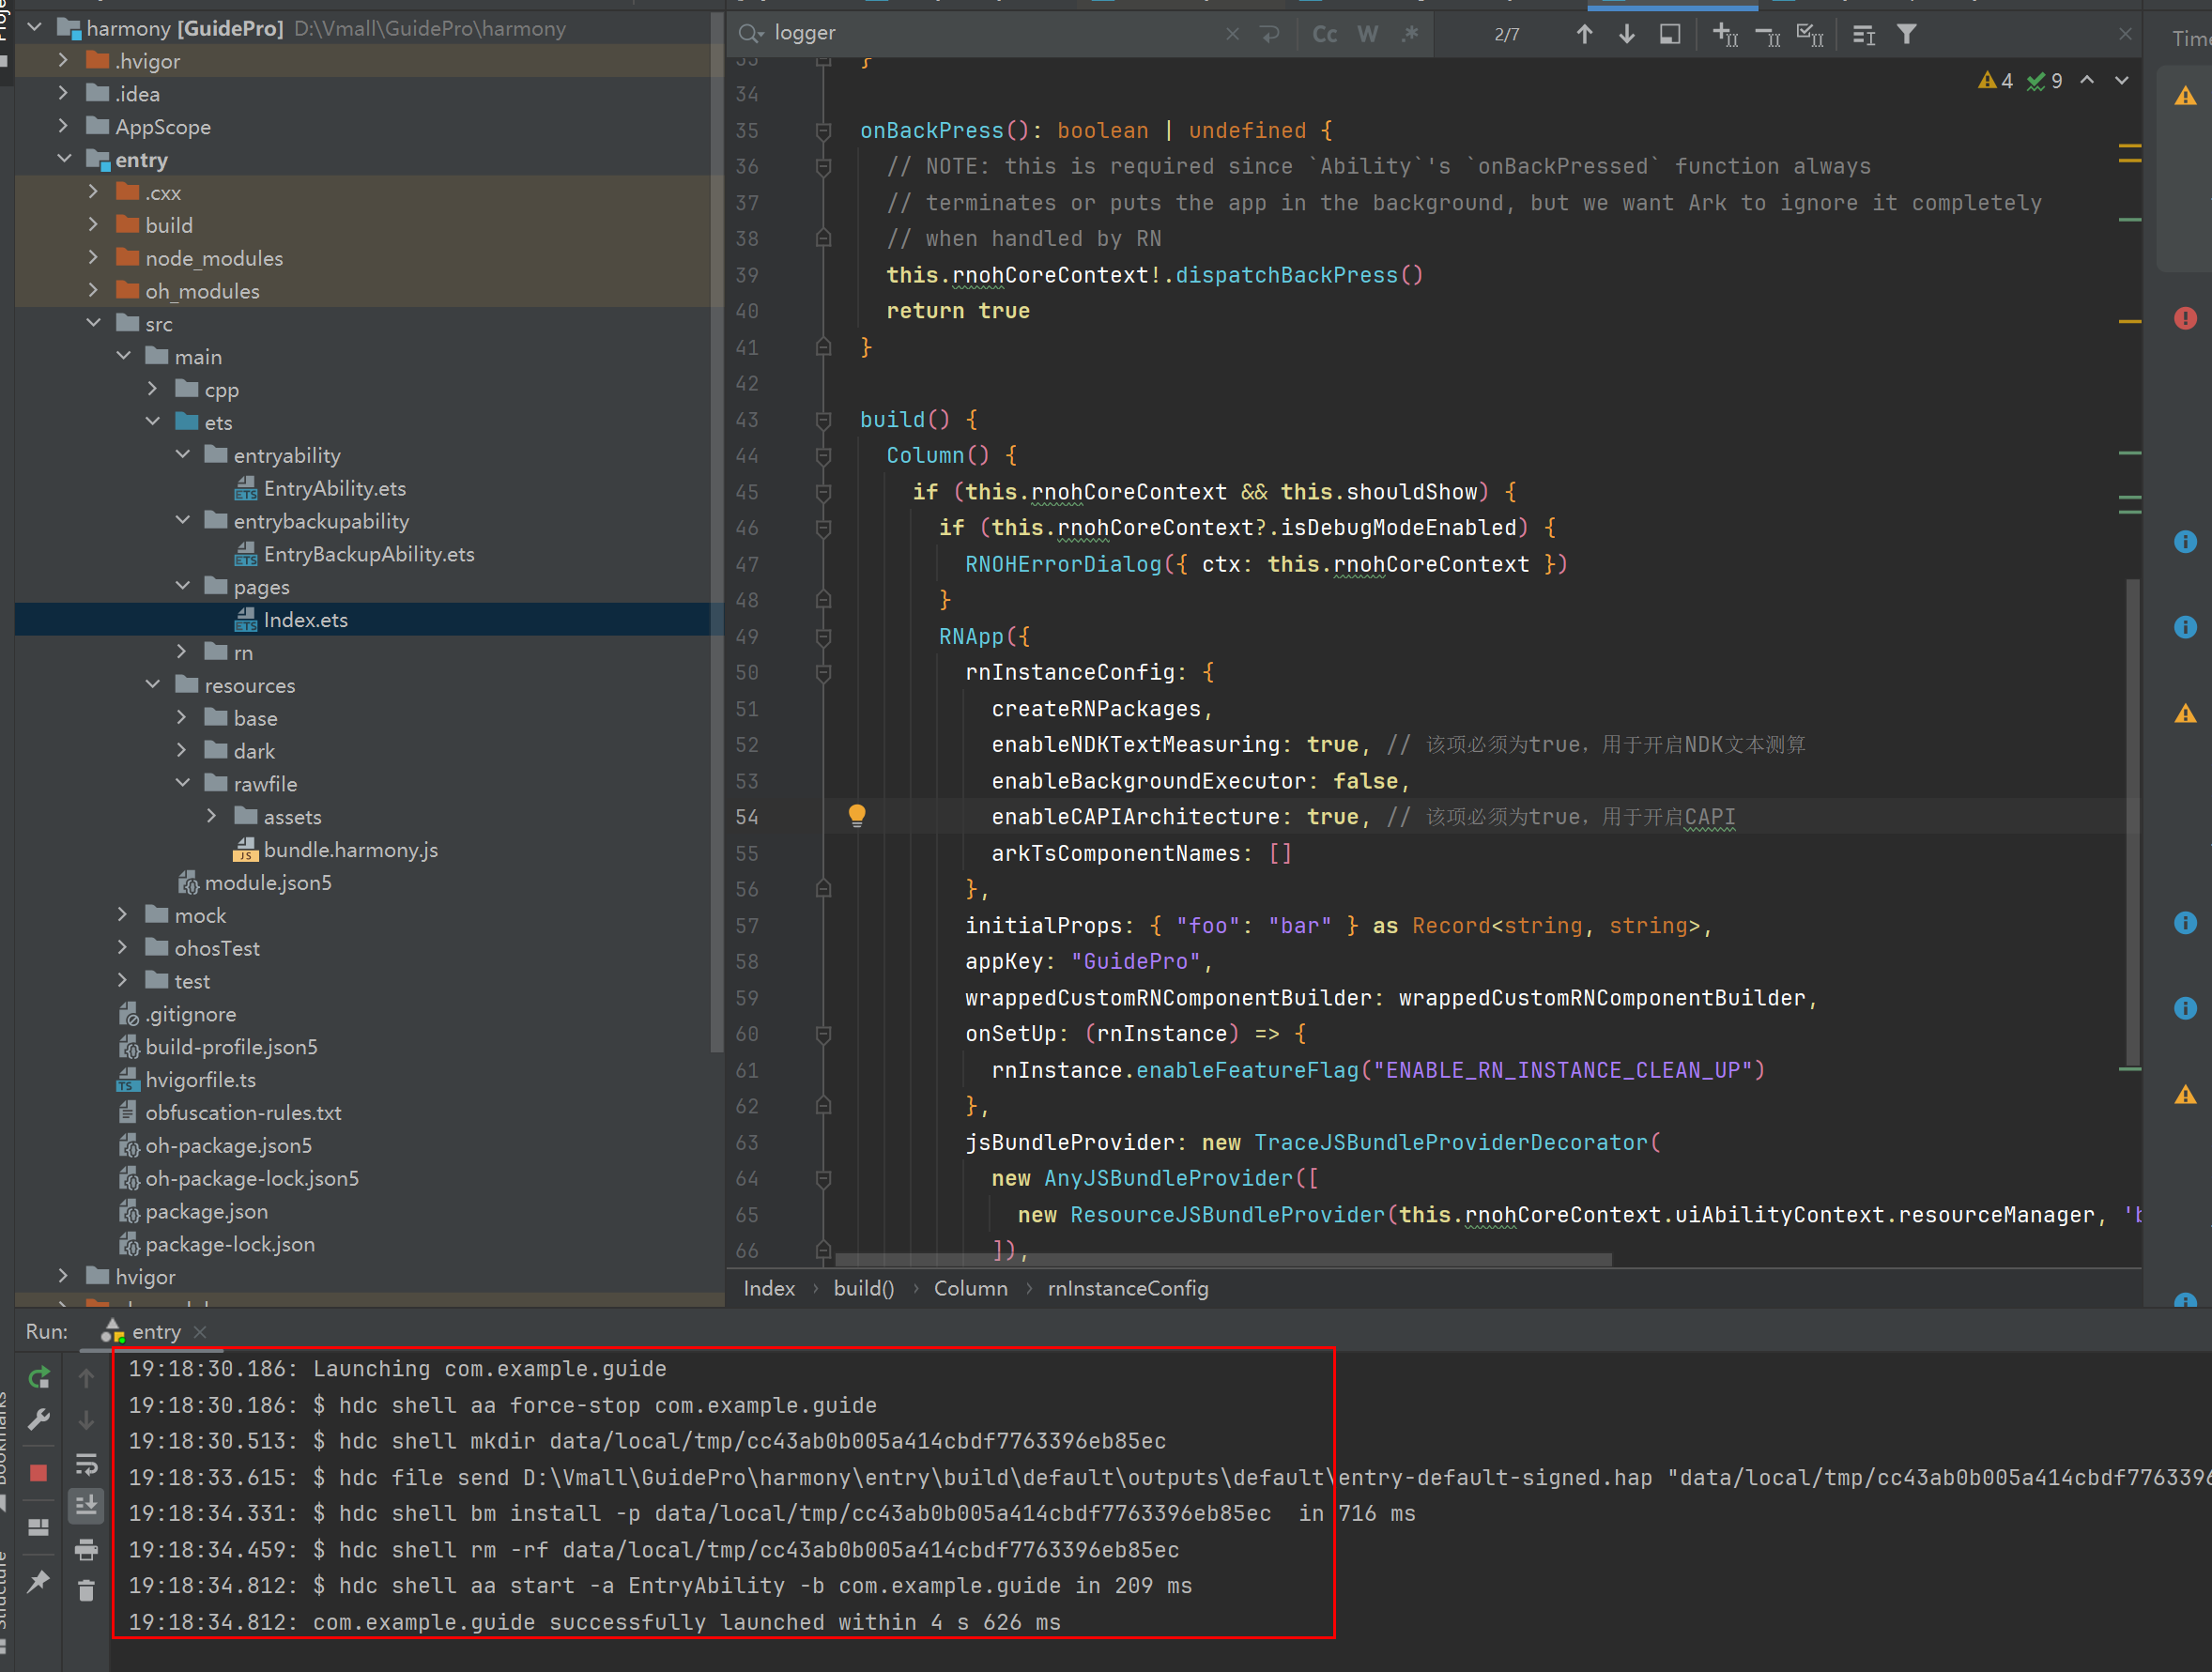 harmony [GuidePro] D:\Vmall\GuidePro\harmony
.hvigor
.idea
AppScope
entry
.cxx
build
node_modules
oh_modules
src
main
cpp
ets
entryability
EntryAbility.ets
entrybackupability
EntryBackupAbility.ets
pages
Index.ets
rn
resources
base
dark
rawfile
assets
bundle.harmony.js
module.json5
mock
ohosTest
test
.gitignore
build-profile.json5
hvigorfile.ts
obfuscation-rules.txt
oh-package.json5
oh-package-lock.json5
package.json
package-lock.json
hvigor
logger
Cc W .*
2/7
4 9
33 }
34
35 onBackPress(): boolean | undefined {
36 // NOTE: this is required since `Ability`'s `onBackPressed` function always
37 // terminates or puts the app in the background, but we want Ark to ignore it completely
38 // when handled by RN
39 this.rnohCoreContext!.dispatchBackPress()
40 return true
41 }
42
43 build() {
44 Column() {
45 if (this.rnohCoreContext && this.shouldShow) {
46 if (this.rnohCoreContext?.isDebugModeEnabled) {
47 RNOHErrorDialog({ ctx: this.rnohCoreContext })
48 }
49 RNApp({
50 rnInstanceConfig: {
51 createRNPackages,
52 enableNDKTextMeasuring: true, // 该项必须为true，用于开启NDK文本测算
53 enableBackgroundExecutor: false,
54 enableCAPIArchitecture: true, // 该项必须为true，用于开启CAPI
55 arkTsComponentNames: []
56 },
57 initialProps: { "foo": "bar" } as Record<string, string>,
58 appKey: "GuidePro",
59 wrappedCustomRNComponentBuilder: wrappedCustomRNComponentBuilder,
60 onSetUp: (rnInstance) => {
61 rnInstance.enableFeatureFlag("ENABLE_RN_INSTANCE_CLEAN_UP")
62 },
63 jsBundleProvider: new TraceJSBundleProviderDecorator(
64 new AnyJSBundleProvider([
65 new ResourceJSBundleProvider(this.rnohCoreContext.uiAbilityContext.resourceManager, 'b
66 ]),
Index › build() › Column › rnInstanceConfig
Time
Run: entry
19:18:30.186: Launching com.example.guide
19:18:30.186: $ hdc shell aa force-stop com.example.guide
19:18:30.513: $ hdc shell mkdir data/local/tmp/cc43ab0b005a414cbdf7763396eb85ec
19:18:33.615: $ hdc file send D:\Vmall\GuidePro\harmony\entry\build\default\outputs\default\entry-default-signed.hap "data/local/tmp/cc43ab0b005a414cbdf7763396
19:18:34.331: $ hdc shell bm install -p data/local/tmp/cc43ab0b005a414cbdf7763396eb85ec  in 716 ms
19:18:34.459: $ hdc shell rm -rf data/local/tmp/cc43ab0b005a414cbdf7763396eb85ec
19:18:34.812: $ hdc shell aa start -a EntryAbility -b com.example.guide in 209 ms
19:18:34.812: com.example.guide successfully launched within 4 s 626 ms